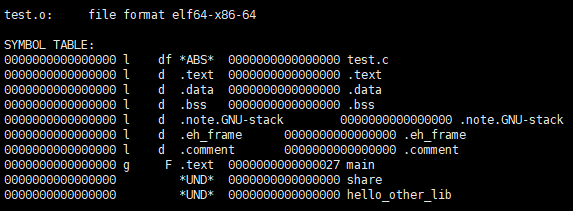 test.o:     file format elf64-x86-64
SYMBOL TABLE:
0000000000000000 l    df *ABS*  0000000000000000 test.c
0000000000000000 l    d  .text  0000000000000000 .text
0000000000000000 l    d  .data  0000000000000000 .data
0000000000000000 l    d  .bss   0000000000000000 .bss
0000000000000000 l    d  .note.GNU-stack        0000000000000000 .note.GNU-stack
0000000000000000 l    d  .eh_frame      0000000000000000 .eh_frame
0000000000000000 l    d  .comment       0000000000000000 .comment
0000000000000000 g     F .text  0000000000000027 main
0000000000000000         *UND*  0000000000000000 share
0000000000000000         *UND*  0000000000000000 hello_other_lib